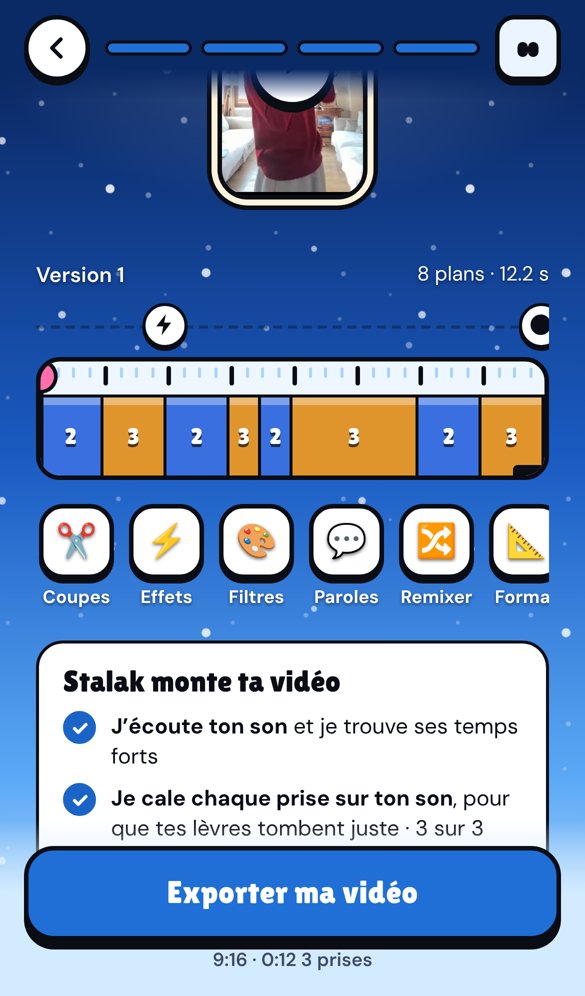 Version 1
8 plans · 12.2 s
2 3 2 3 2 3 2 3
Coupes Effets Filtres Paroles Remixer Forma
Stalak monte ta vidéo
J'écoute ton son et je trouve ses temps
forts
Je cale chaque prise sur ton son, pour
que tes lèvres tombent juste · 3 sur 3
Exporter ma vidéo
9:16 · 0:12 3 prises